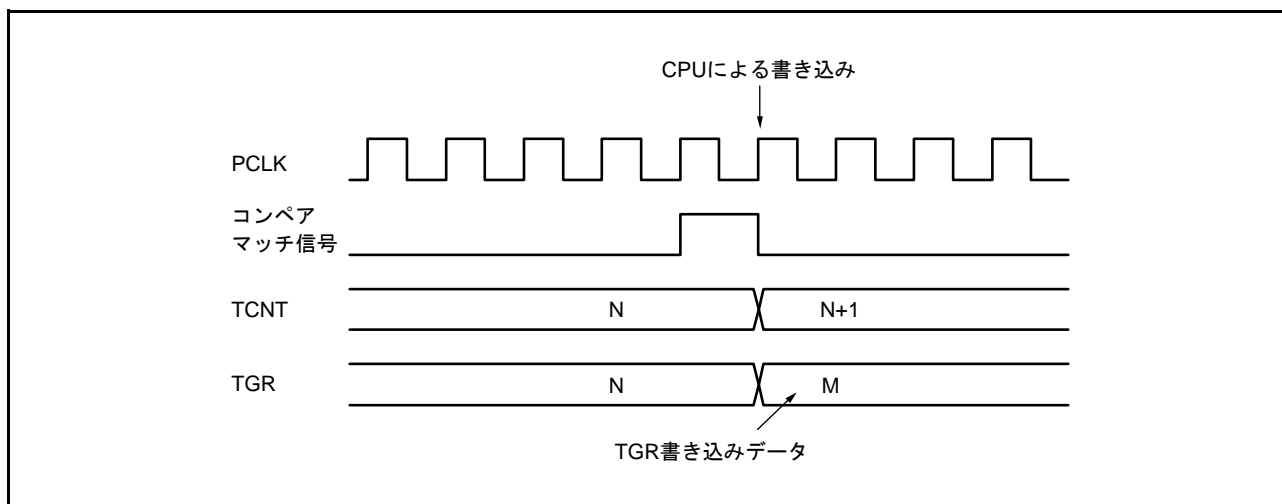 CPUによる書き込み
PCLK
コンペア
マッチ信号
TCNT
N
N+1
TGR
N
M
TGR書き込みデータ